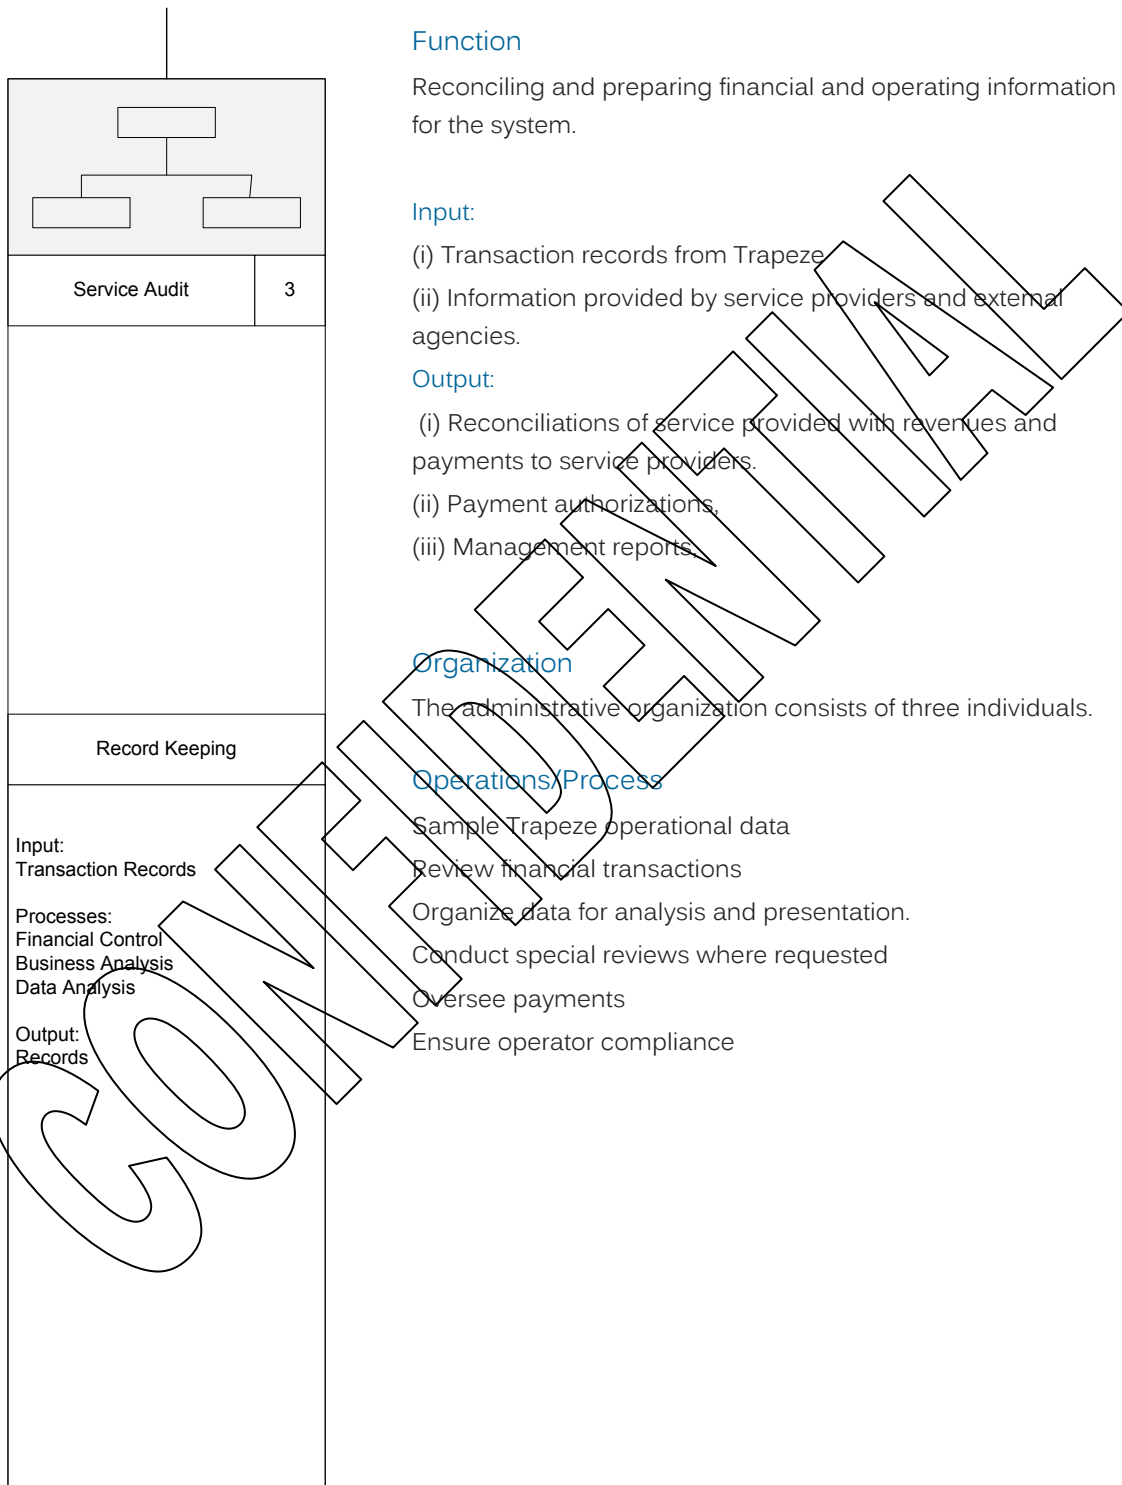 Service Audit 3
Record Keeping
Input:
Transaction Records
Processes:
Financial Control
Business Analysis
Data Analysis
Output:
Records
Function
Reconciling and preparing financial and operating information
for the system.
Input:
(i) Transaction records from Trapeze
(ii) Information provided by service providers and external
agencies.
Output:
(i) Reconciliations of service provided with revenues and
payments to service providers.
(ii) Payment authorizations,
(iii) Management reports,
Organization
The administrative organization consists of three individuals.
Operations/Process
Sample Trapeze operational data
Review financial transactions
Organize data for analysis and presentation.
Conduct special reviews where requested
Oversee payments
Ensure operator compliance
CONFIDENTIAL